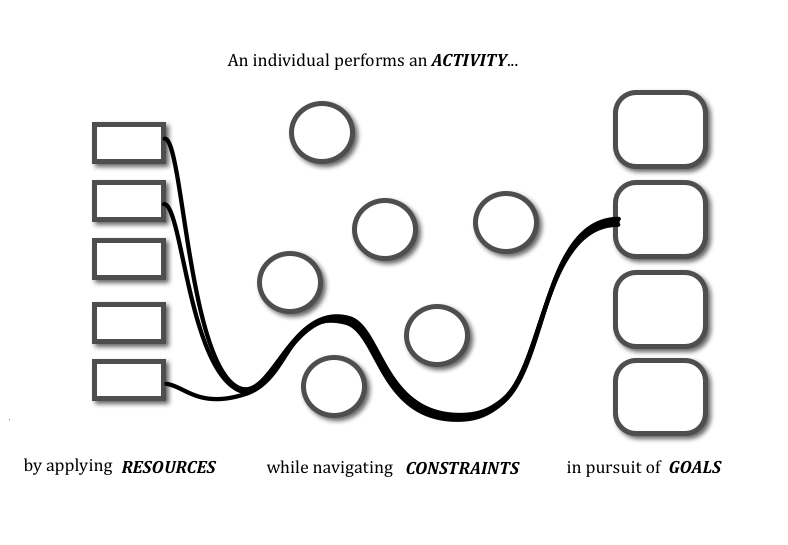 An individual performs an ACTIVITY...
by applying RESOURCES
while navigating CONSTRAINTS
in pursuit of GOALS